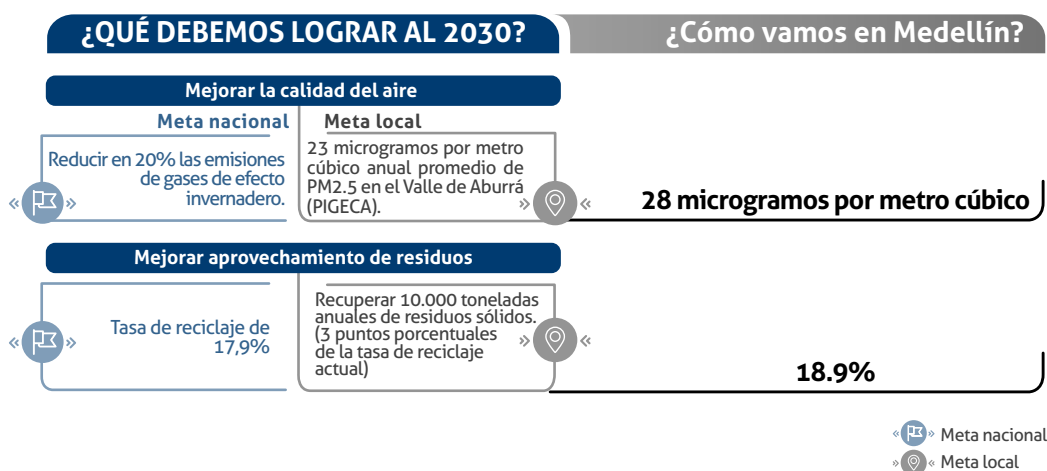 ¿QUÉ DEBEMOS LOGRAR AL 2030?
¿Cómo vamos en Medellín?
Mejorar la calidad del aire
Meta nacional
Meta local
Reducir en 20% las emisiones
de gases de efecto
invernadero.
23 microgramos por metro
cúbico anual promedio de
PM2.5 en el Valle de Aburrá
(PIGECA).
28 microgramos por metro cúbico
Mejorar aprovechamiento de residuos
Tasa de reciclaje de
17,9%
Recuperar 10.000 toneladas
anuales de residuos sólidos.
(3 puntos porcentuales
de la tasa de reciclaje
actual)
18.9%
Meta nacional
Meta local